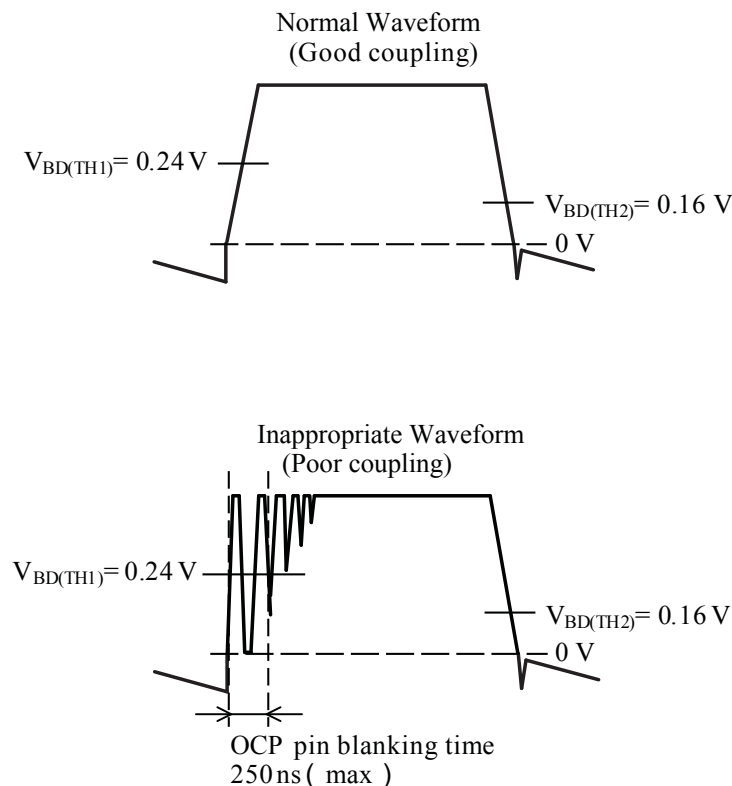 Normal Waveform
(Good coupling)
V_BD(TH1)= 0.24 V
V_BD(TH2)= 0.16 V
0 V
Inappropriate Waveform
(Poor coupling)
V_BD(TH1)= 0.24 V
V_BD(TH2)= 0.16 V
0 V
OCP pin blanking time
250 ns ( max )